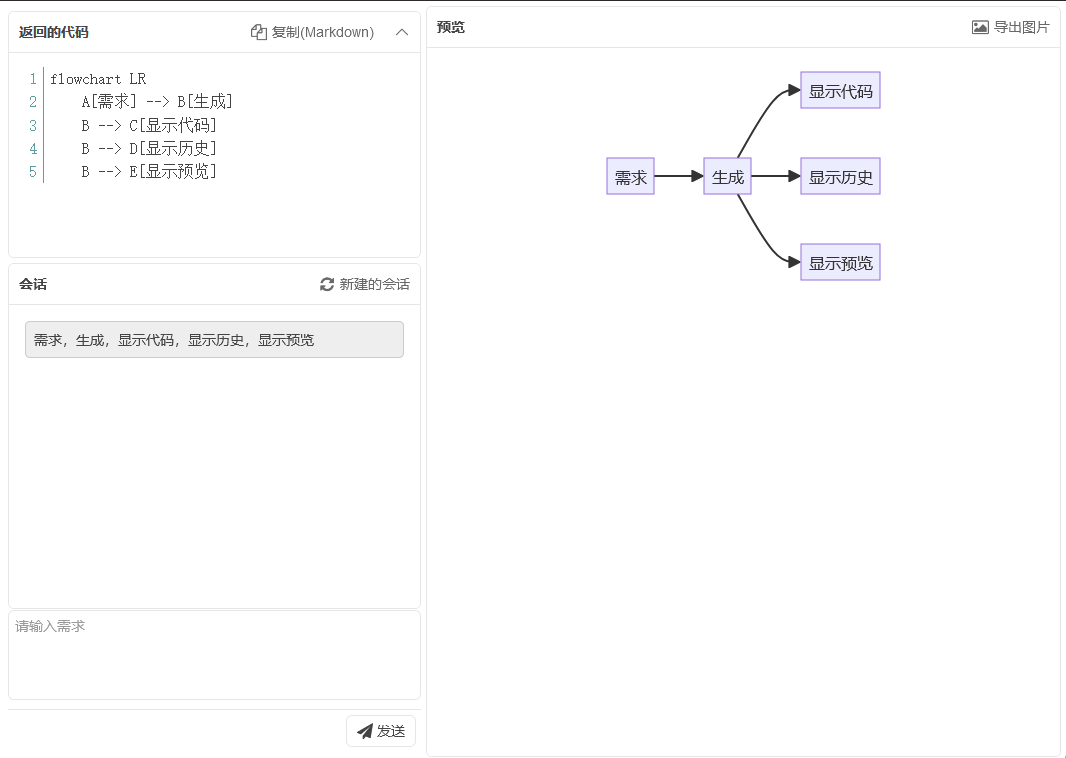 返回的代码 复制(Markdown)
1 flowchart LR
2 A[需求] --> B[生成]
3 B --> C[显示代码]
4 B --> D[显示历史]
5 B --> E[显示预览]
会话 新建的会话
需求，生成，显示代码，显示历史，显示预览
请输入需求
发送
预览 导出图片
显示代码
需求 生成 显示历史
显示预览